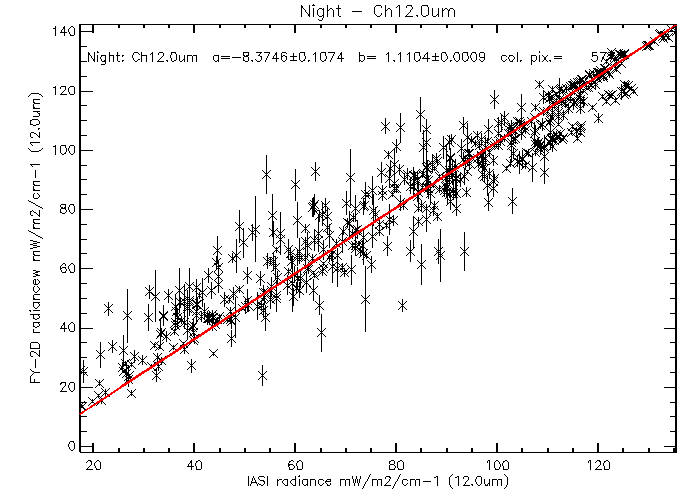 Night - Ch12.0um
Night: Ch12.0um a=-8.3746±0.1074 b= 1.1104±0.0009 col. pix.=
140
120
100
80
60
40
20
0
FY-2D radiancew mW/m2/cm-1 (12.0um)
20 40 60 80 100 120
IASI radiance mW/m2/cm-1 (12.0um)